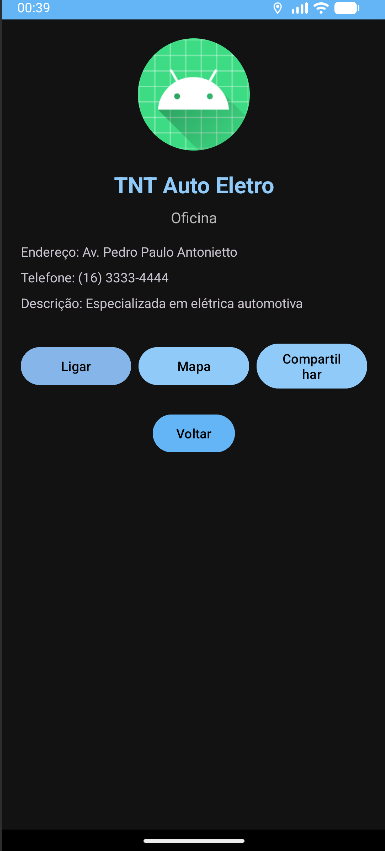 00:39
TNT Auto Eletro
Oficina
Endereço: Av. Pedro Paulo Antonietto
Telefone: (16) 3333-4444
Descrição: Especializada em elétrica automotiva
Ligar
Mapa
Compartil
har
Voltar